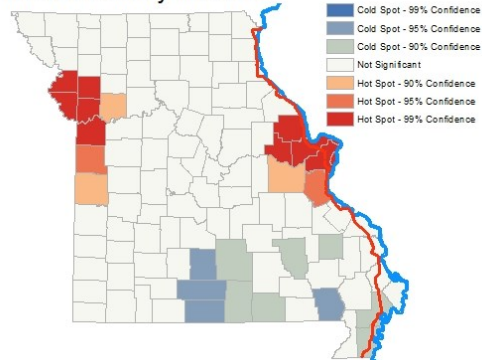 Cold Spot - 99% Confidence
Cold Spot - 95% Confidence
Cold Spot - 90% Confidence
Not Significant
Hot Spot - 90% Confidence
Hot Spot - 95% Confidence
Hot Spot - 99% Confidence